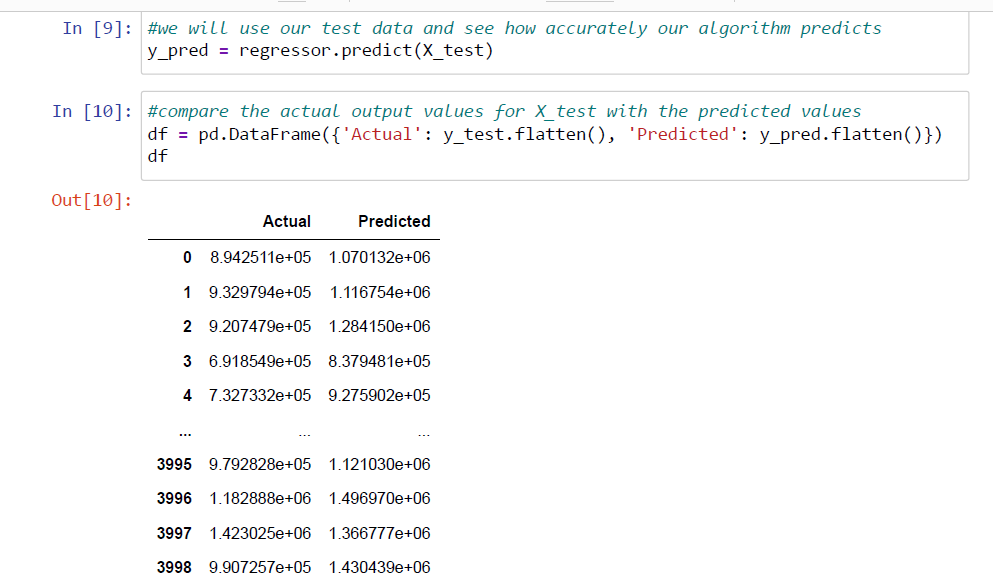 In [9]: #we will use our test data and see how accurately our algorithm predicts
y_pred = regressor.predict(X_test)
In [10]: #compare the actual output values for X_test with the predicted values
df = pd.DataFrame({'Actual': y_test.flatten(), 'Predicted': y_pred.flatten()})
df
Out[10]:
Actual Predicted
0 8.942511e+05 1.070132e+06
1 9.329794e+05 1.116754e+06
2 9.207479e+05 1.284150e+06
3 6.918549e+05 8.379481e+05
4 7.327332e+05 9.275902e+05
... ... ...
3995 9.792828e+05 1.121030e+06
3996 1.182888e+06 1.496970e+06
3997 1.423025e+06 1.366777e+06
3998 9.907257e+05 1.430439e+06